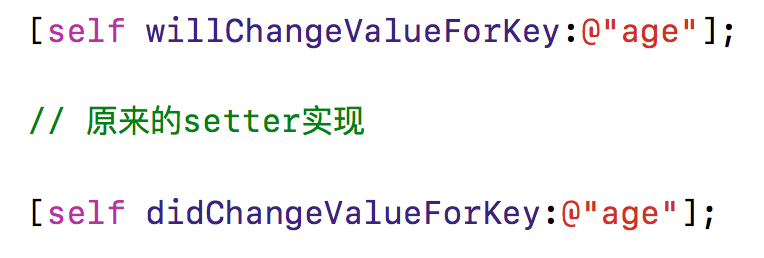 [self willChangeValueForKey:@"age"];
// 原来的setter实现
[self didChangeValueForKey:@"age"];